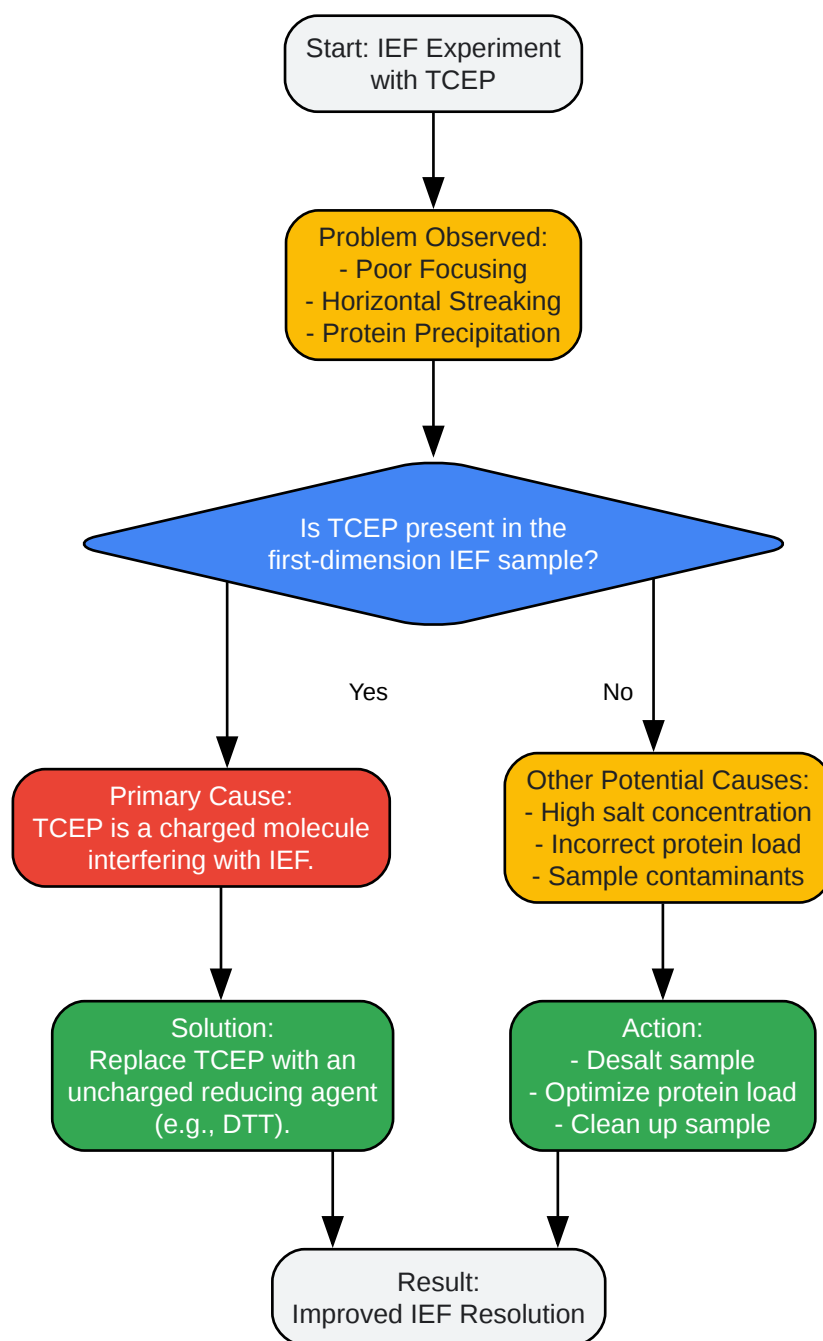 Start: IEF Experiment
with TCEP
Problem Observed:
- Poor Focusing
- Horizontal Streaking
- Protein Precipitation
Is TCEP present in the
first-dimension IEF sample?
Yes
No
Primary Cause:
TCEP is a charged molecule
interfering with IEF.
Other Potential Causes:
- High salt concentration
- Incorrect protein load
- Sample contaminants
Solution:
Replace TCEP with an
uncharged reducing agent
(e.g., DTT).
Action:
- Desalt sample
- Optimize protein load
- Clean up sample
Result:
Improved IEF Resolution